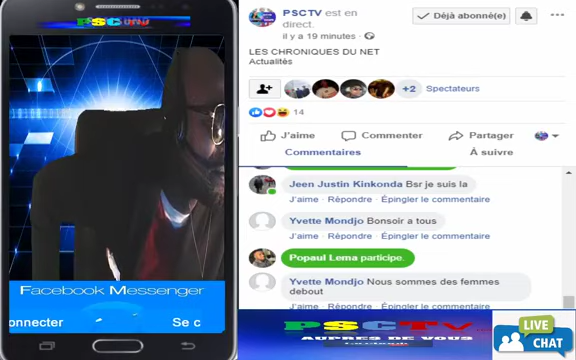 PSCTV
Facebook Messenger
onnecter
Se c
PSCTV est en
direct.
il y a 19 minutes ·
Déjà abonné(e)
LES CHRONIQUES DU NET
Actualités
+2 Spectateurs
14
J'aime
Commenter
Partager
Commentaires
À suivre
Jeen Justin Kinkonda Bsr je suis la
J'aime · Répondre · Épingler le commentaire
Yvette Mondjo Bonsoir a tous
J'aime · Répondre · Épingler le commentaire
Popaul Lema participe.
Yvette Mondjo Nous sommes des femmes
debout
J'aime · Répondre · Épingler le commentaire
PSCTV
AUPRES DE VOUS
LIVE
CHAT